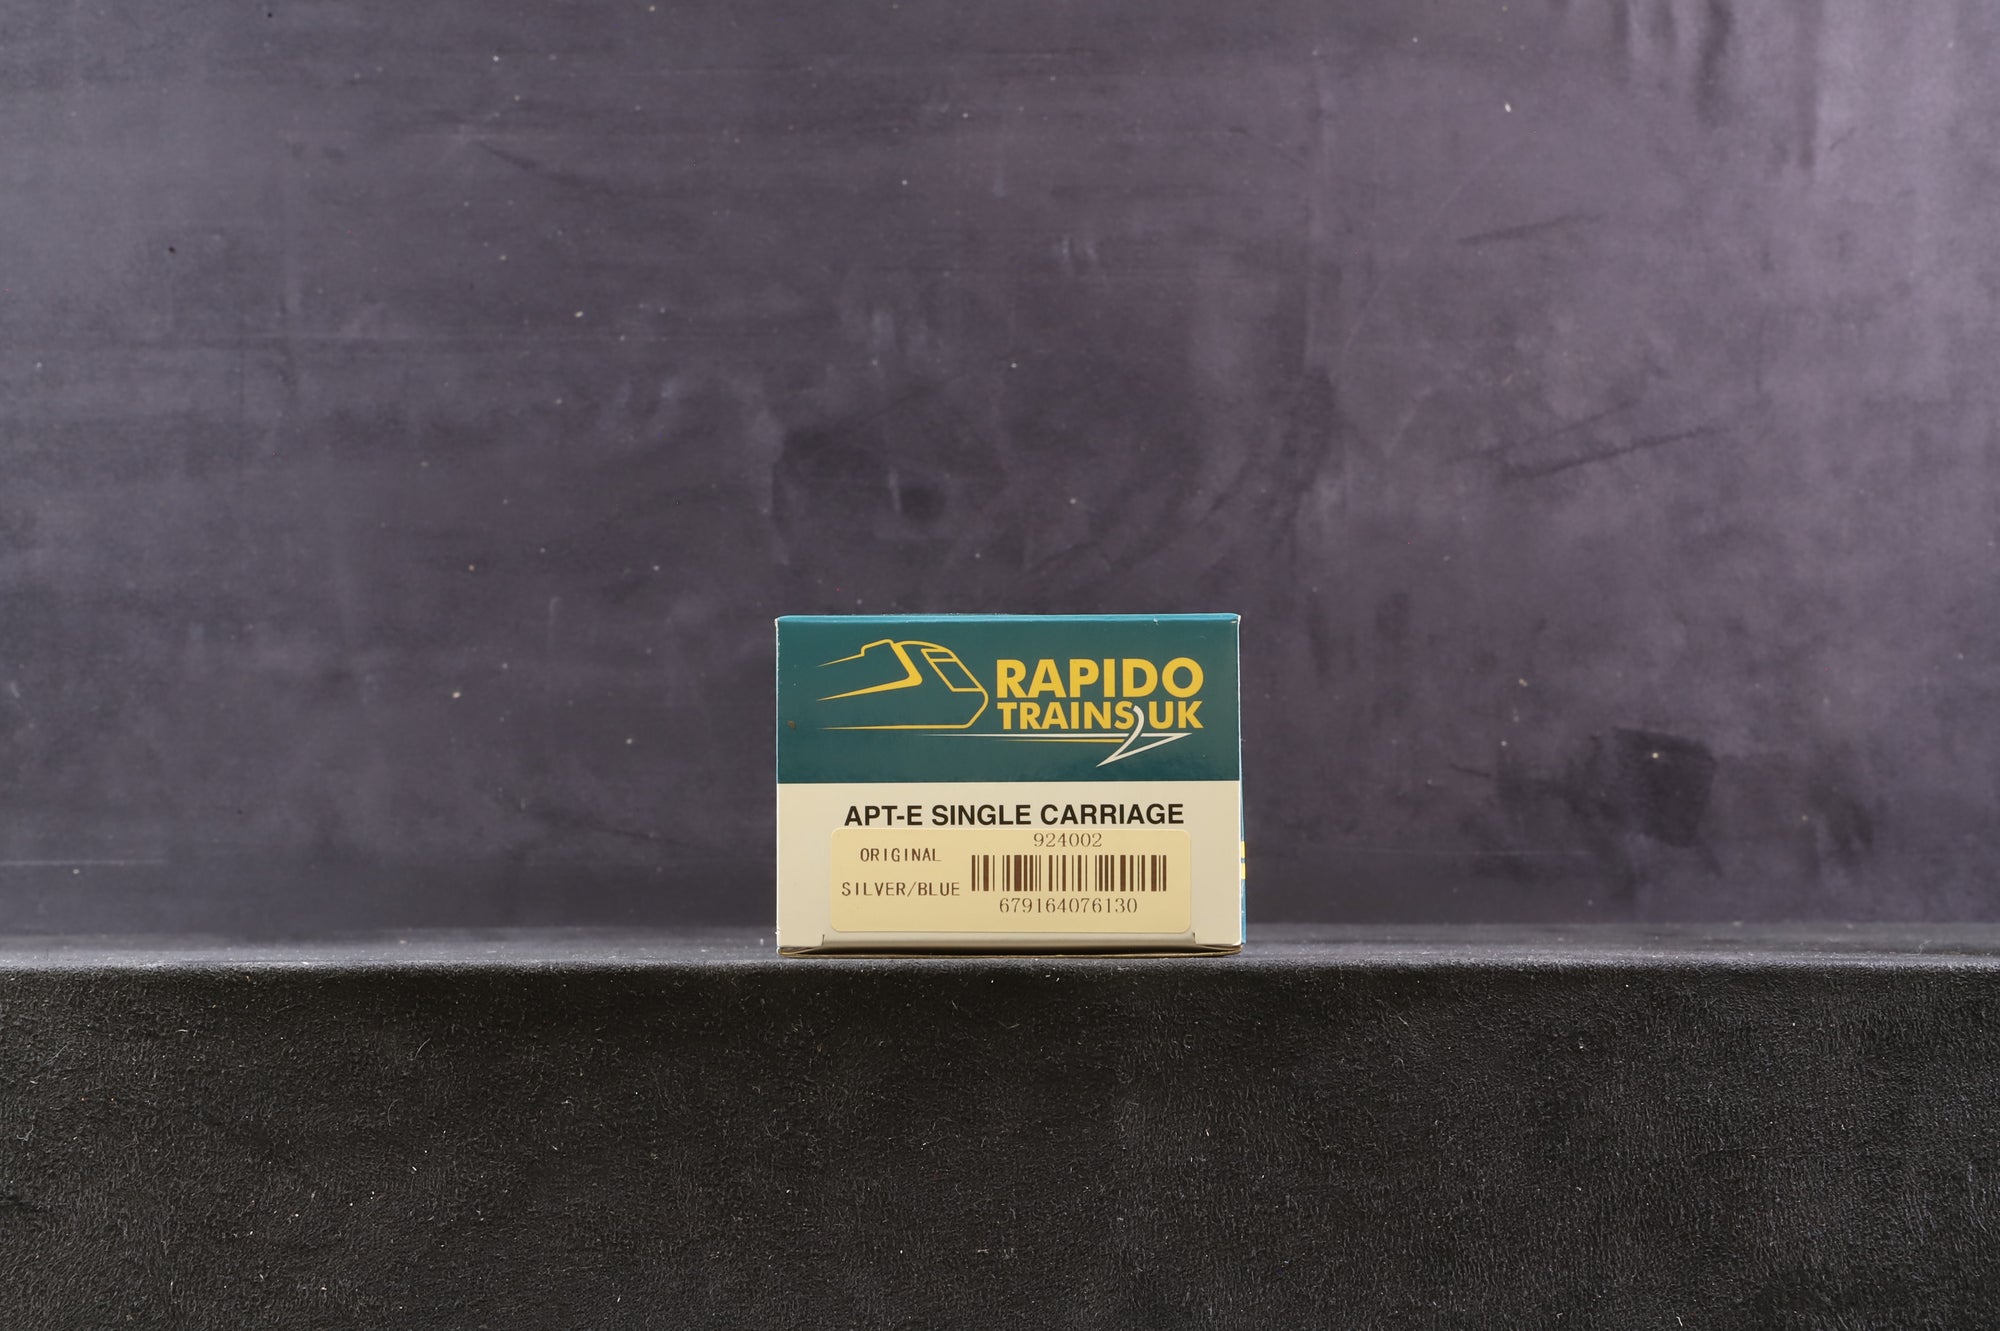 RAPIDO
TRAINS UK
APT-E SINGLE CARRIAGE
924002
ORIGINAL
SILVER/BLUE
679164076130